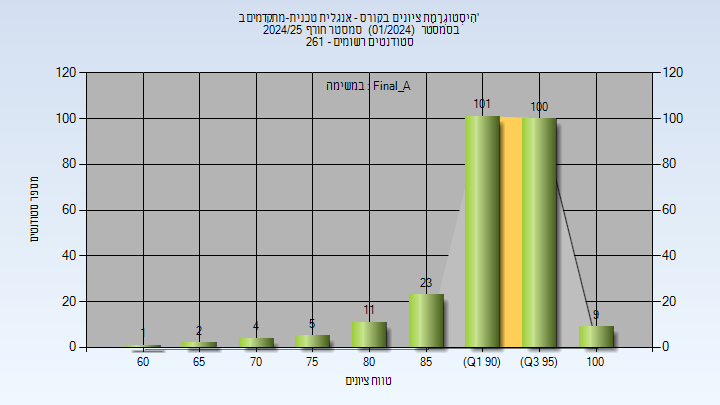 היסטוגרמת ציונים בקורס - אנגלית טכנית-מתקדמים ב'
בסמסטר (01/2024) סמסטר חורף 2024/25
סטודנטים רשומים - 261
במשימה : Final_A
120 120
100 100
80 80
60 60
40 40
20 20
0 0
1 2 4 5 11 23 101 100 9
60 65 70 75 80 85 (Q1 90) (Q3 95) 100
מספר סטודנטים
טווח ציונים